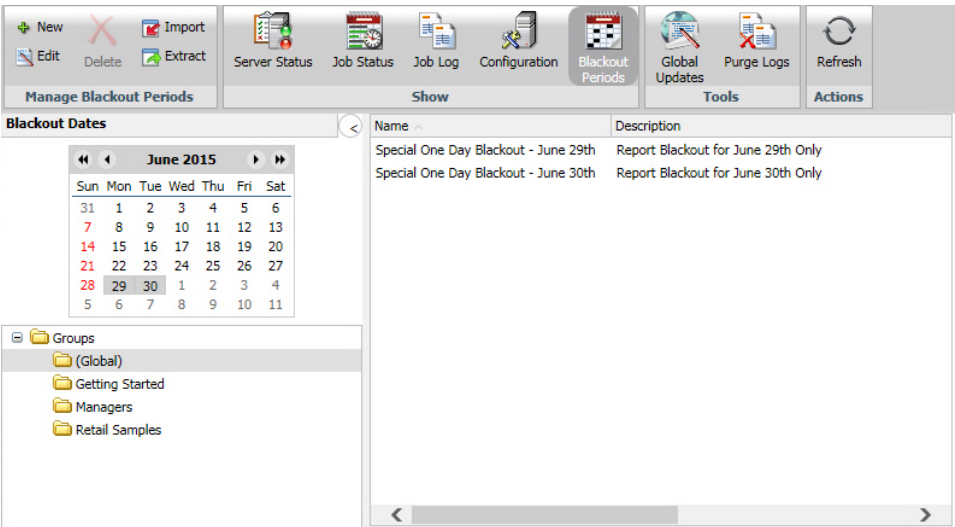 New Import
Edit Delete Extract
Server Status Job Status Job Log Configuration Blackout Periods Global Updates Purge Logs Refresh
Manage Blackout Periods Show Tools Actions
Blackout Dates <
Name Description
Special One Day Blackout - June 29th Report Blackout for June 29th Only
Special One Day Blackout - June 30th Report Blackout for June 30th Only
June 2015
Sun Mon Tue Wed Thu Fri Sat
31 1 2 3 4 5 6
7 8 9 10 11 12 13
14 15 16 17 18 19 20
21 22 23 24 25 26 27
28 29 30 1 2 3 4
5 6 7 8 9 10 11
Groups
(Global)
Getting Started
Managers
Retail Samples